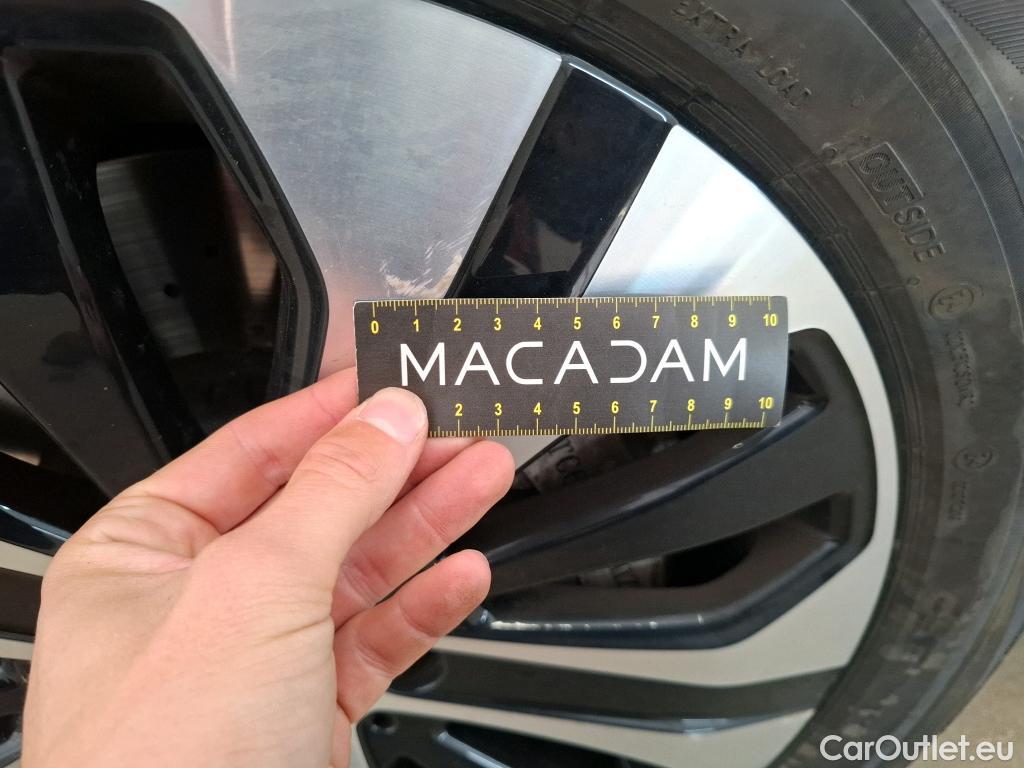 EXTRA LOAD
OUTSIDE
0 1 2 3 4 5 6 7 8 9 10
MACADAM
2 3 4 5 6 7 8 9 10
CarOutlet.eu